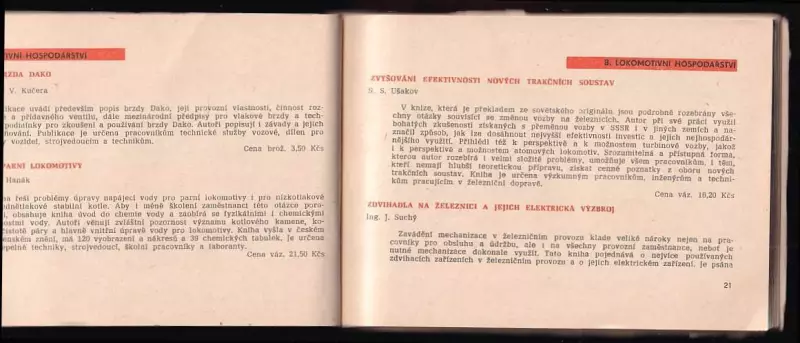 IVNÍ HOSPODÁŘSTVÍ
ZDA DAKO
V. Kučera
ikace uvádí především popis brzdy Dako, její provozní vlastnosti, činnost roz-
e a přídavného ventilu, dále mezinárodní předpisy pro vlakové brzdy a tech-
podmínky pro zkoušení a používání brzdy Dako. Autoři popisují i závady a jejich
ňování. Publikace je určena pracovníkům technické služby vozové, dílen pro
y vozidel, strojvedoucím a technikům.
Cena brož. 3,50 Kčs
PARNÍ LOKOMOTIVY
Hanák
na řeší problémy úpravy napájecí vody pro parní lokomotivy i pro nízkotlakové
odnětlakové stabilní kotle. Aby i méně školení zaměstnanci této otázce poro-
, obsahuje kniha úvod do chemie vody a zaobírá se fyzikálními i chemickými
ostmi vody. Autoři věnují zvláštní pozornost významu kotlového kamene, ko-
čistotě páry a hlavně vnitřní úpravě vody pro lokomotivy. Kniha vyšla v českém
enském znění, má 120 vyobrazení a nákresů a 39 chemických tabulek. Je určena
epelné techniky, strojvedoucí, školní pracovníky a laboranty.
Cena váz. 21,50 Kčs
B. LOKOMOTIVNÍ HOSPODÁŘSTVÍ
ZVYŠOVÁNÍ EFEKTIVNOSTI NOVÝCH TRAKČNÍCH SOUSTAV
S. S. Ušakov
V knize, která je překladem ze sovětského originálu jsou podrobně rozebrány vše-
chny otázky souvisící se změnou vozby na železnicích. Autor při své práci využil
bohatých zkušeností získaných s přeměnou vozby v SSSR i v jiných zemích a na-
značil způsob, jak lze dosáhnout nejvyšší efektivnosti investic a jejich nejhospodár-
nějšího využití. Přihlédl též k perspektivě a k možnostem turbinové vozby, jakož
i k perspektivě a možnostem atomových lokomotiv. Srozumitelná a přístupná forma,
kterou autor rozebírá i velmi složité problémy, umožňuje všem pracovníkům, i těm,
kteří nemají hlubší teoretickou přípravu, získat cenné poznatky z oboru nových
trakčních soustav. Kniha je určena výzkumným pracovníkům, inženýrům a techni-
kům pracujícím v železniční dopravě.
Cena váz. 18,20 Kčs
ZDVIHADLA NA ŽELEZNICI A JEJICH ELEKTRICKÁ VÝZBROJ
Ing. J. Suchý
Zavádění mechanizace v železničním provozu klade veliké nároky nejen na pra-
covníky pro obsluhu a údržbu, ale i na všechny provozní zaměstnance, neboť je
nutné mechanizace dokonale využít. Tato kniha pojednává o nejvíce používaných
zdvihacích zařízeních v železničním provozu a o jejich elektrickém zařízení. Je psána
21